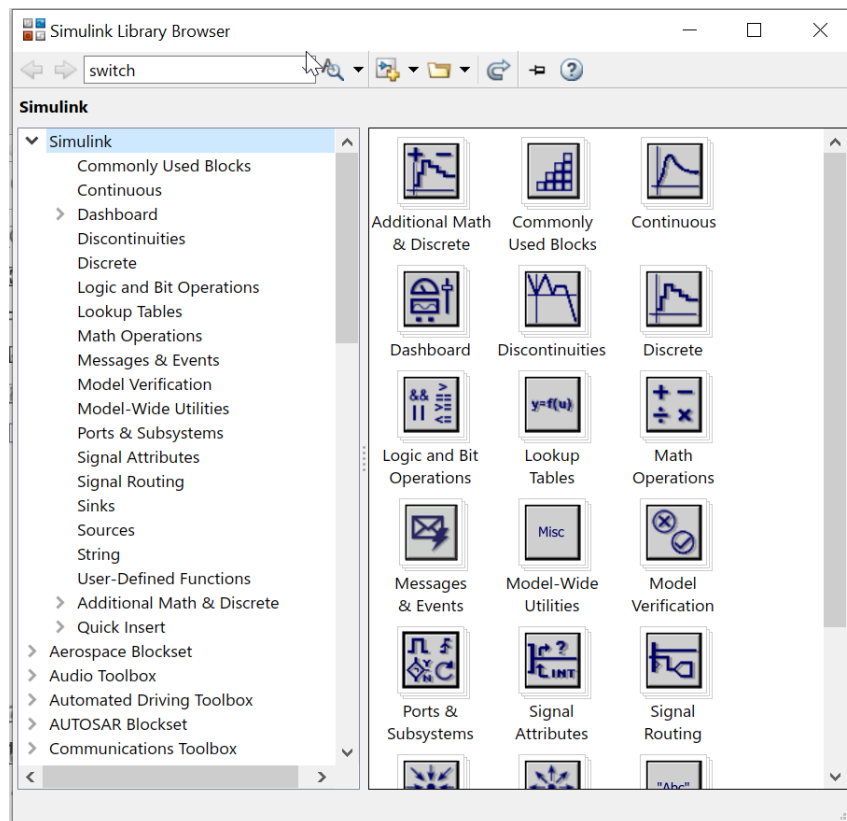 Simulink Library Browser
switch
Simulink
Simulink
Commonly Used Blocks
Continuous
Dashboard
Discontinuities
Discrete
Logic and Bit Operations
Lookup Tables
Math Operations
Messages & Events
Model Verification
Model-Wide Utilities
Ports & Subsystems
Signal Attributes
Signal Routing
Sinks
Sources
String
User-Defined Functions
Additional Math & Discrete
Quick Insert
Aerospace Blockset
Audio Toolbox
Automated Driving Toolbox
AUTOSAR Blockset
Communications Toolbox
Additional Math
& Discrete
Commonly
Used Blocks
Continuous
Dashboard
Discontinuities
Discrete
&& >
|| ==
>=
<=
y=f(u)
+ −
÷ ×
Logic and Bit
Operations
Lookup
Tables
Math
Operations
Misc
Messages
& Events
Model-Wide
Utilities
Model
Verification
Y
N
?
t INT
Ports &
Subsystems
Signal
Attributes
Signal
Routing
"Abc"